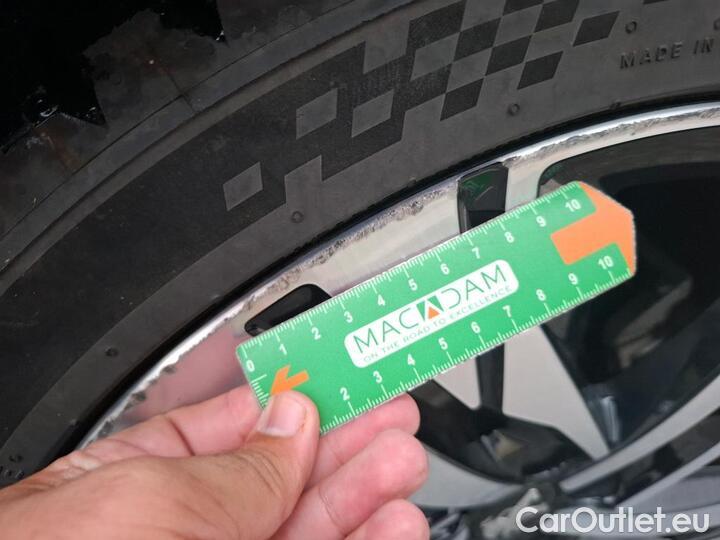 MADE IN
0 1 2 3 4 5 6 7 8 9 10
MACADAM
ON THE ROAD TO EXCELLENCE
2 3 4 5 6 7 8 9 10
CarOutlet.eu